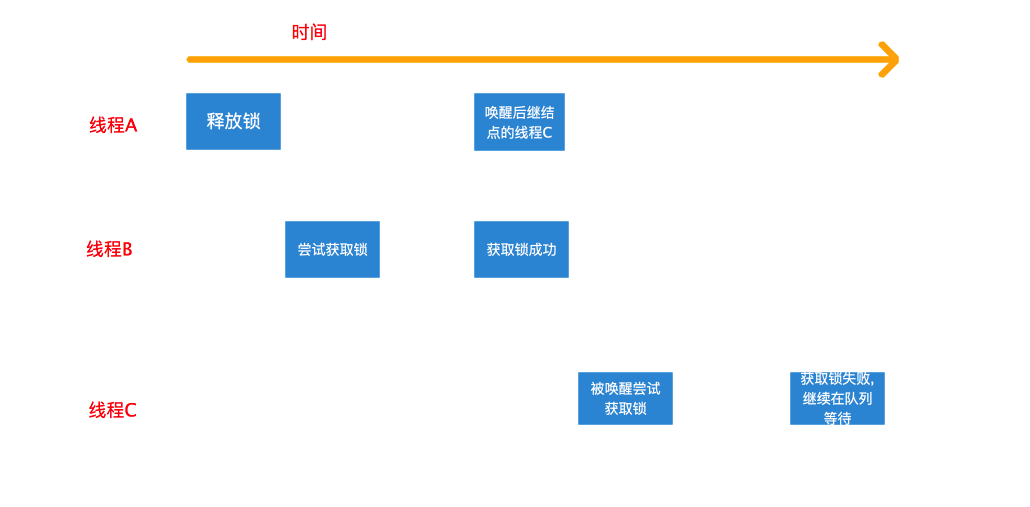 时间
线程A
释放锁
唤醒后继结
点的线程C
线程B
尝试获取锁
获取锁成功
线程C
被唤醒尝试
获取锁
获取锁失败,
继续在队列
等待